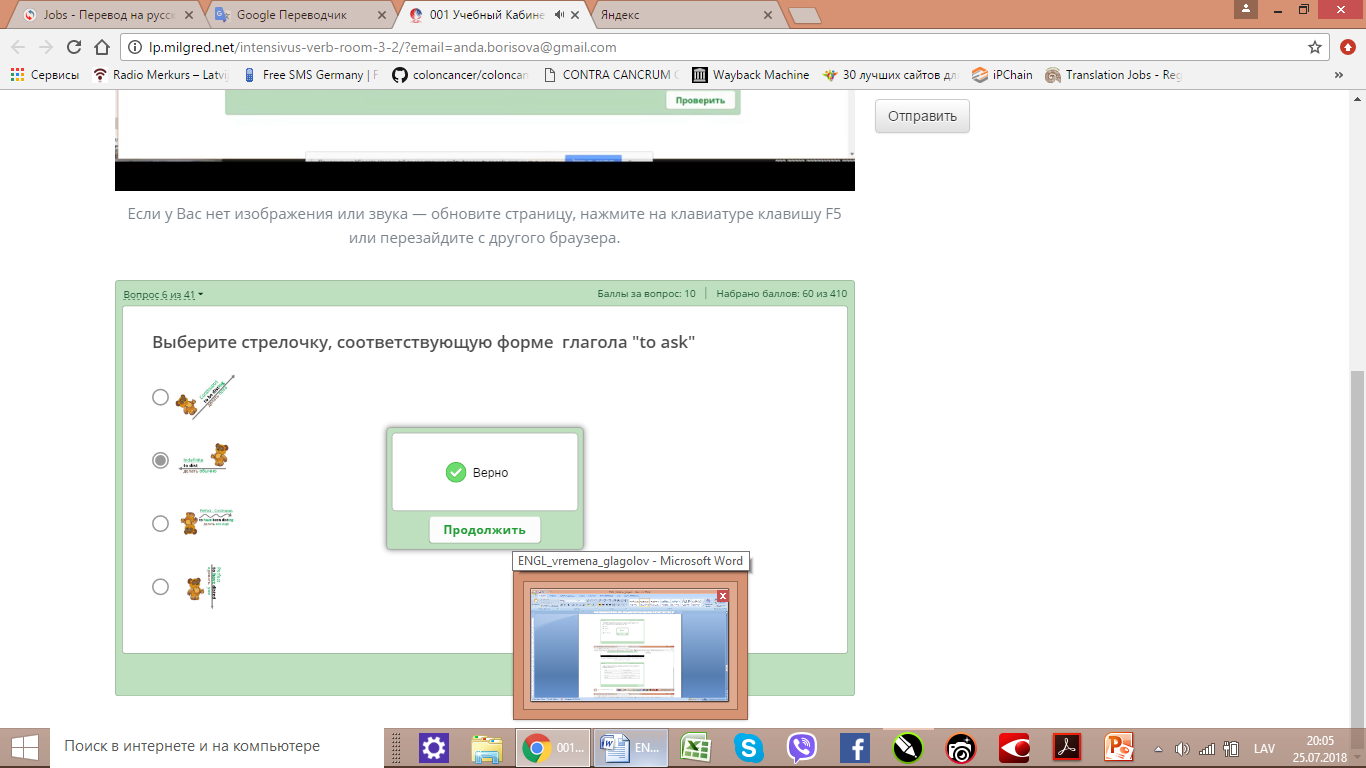 Jobs - Перевод на русск
Google Переводчик
001 Учебный Кабине
Яндекс
lp.milgred.net/intensivus-verb-room-3-2/?email=anda.borisova@gmail.com
Сервисы
Radio Merkurs – Latvij
Free SMS Germany | F
coloncancer/coloncan
CONTRA CANCRUM C
Wayback Machine
30 лучших сайтов для
iPChain
Translation Jobs - Reg
»
Проверить
Отправить
Если у Вас нет изображения или звука — обновите страницу, нажмите на клавиатуре клавишу F5
или перезайдите с другого браузера.
Вопрос 6 из 41
Баллы за вопрос: 10
Набрано баллов: 60 из 410
Выберите стрелочку, соответствующую форме глагола "to ask"
Indefinite
Верно
Продолжить
ENGL_vremena_glagolov - Microsoft Word
Поиск в интернете и на компьютере
001...
EN...
LAV
20:05
25.07.2018